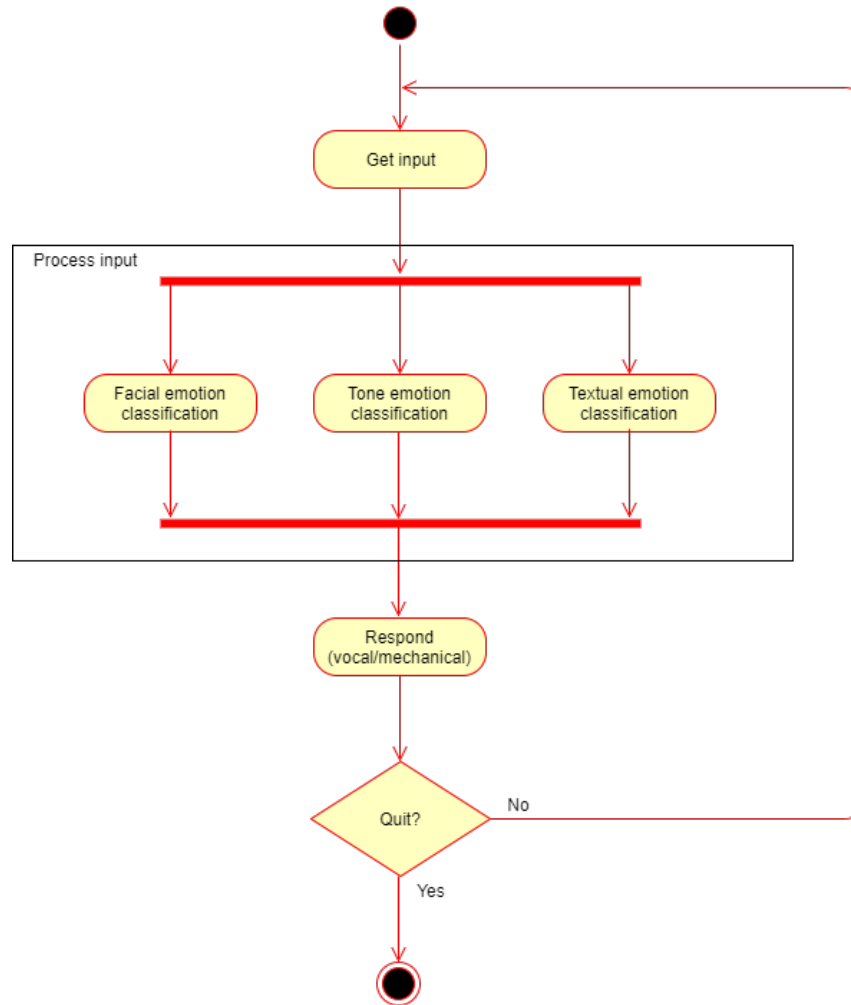 Get input
Process input
Facial emotion
classification
Tone emotion
classification
Textual emotion
classification
Respond
(vocal/mechanical)
Quit?
No
Yes